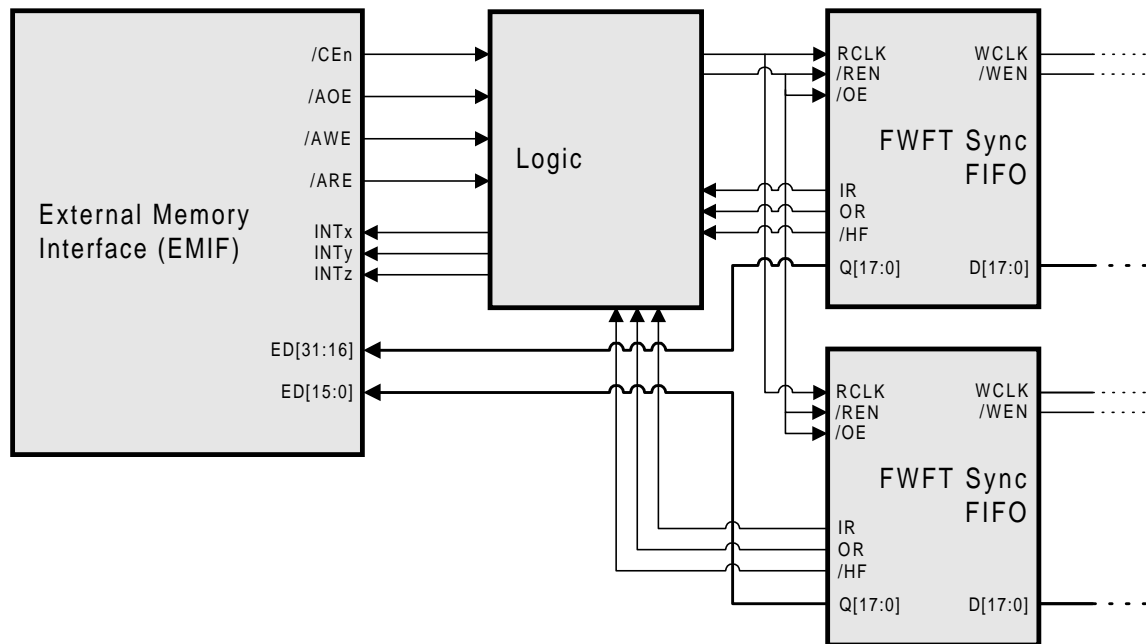 /CEn
/AOE
/AWE
/ARE
External Memory
Interface (EMIF)
INTx
INTy
INTz
ED[31:16]
ED[15:0]
Logic
RCLK
/REN
/OE
WCLK
/WEN
FWFT Sync
FIFO
IR
OR
/HF
Q[17:0]
D[17:0]
RCLK
/REN
/OE
WCLK
/WEN
FWFT Sync
FIFO
IR
OR
/HF
Q[17:0]
D[17:0]